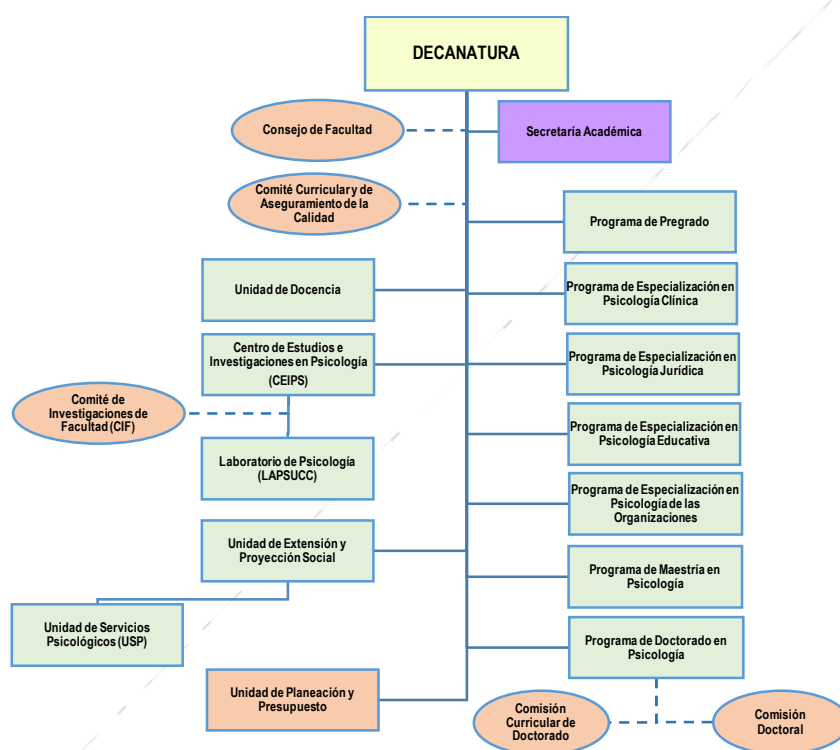 DECANATURA
Consejo de Facultad
Secretaría Académica
Comité Curricular y de
Aseguramiento de la
Calidad
Programa de Pregrado
Unidad de Docencia
Programa de Especialización en
Psicología Clínica
Centro de Estudios e
Investigaciones en Psicología
(CEIPS)
Programa de Especialización en
Psicología Jurídica
Comité de
Investigaciones de
Facultad (CIF)
Programa de Especialización en
Psicología Educativa
Laboratorio de Psicología
(LAPSUCC)
Programa de Especialización en
Psicología de las
Organizaciones
Unidad de Extensión y
Proyección Social
Programa de Maestría en
Psicología
Unidad de Servicios
Psicológicos (USP)
Programa de Doctorado en
Psicología
Unidad de Planeación y
Presupuesto
Comisión
Curricular de
Doctorado
Comisión
Doctoral